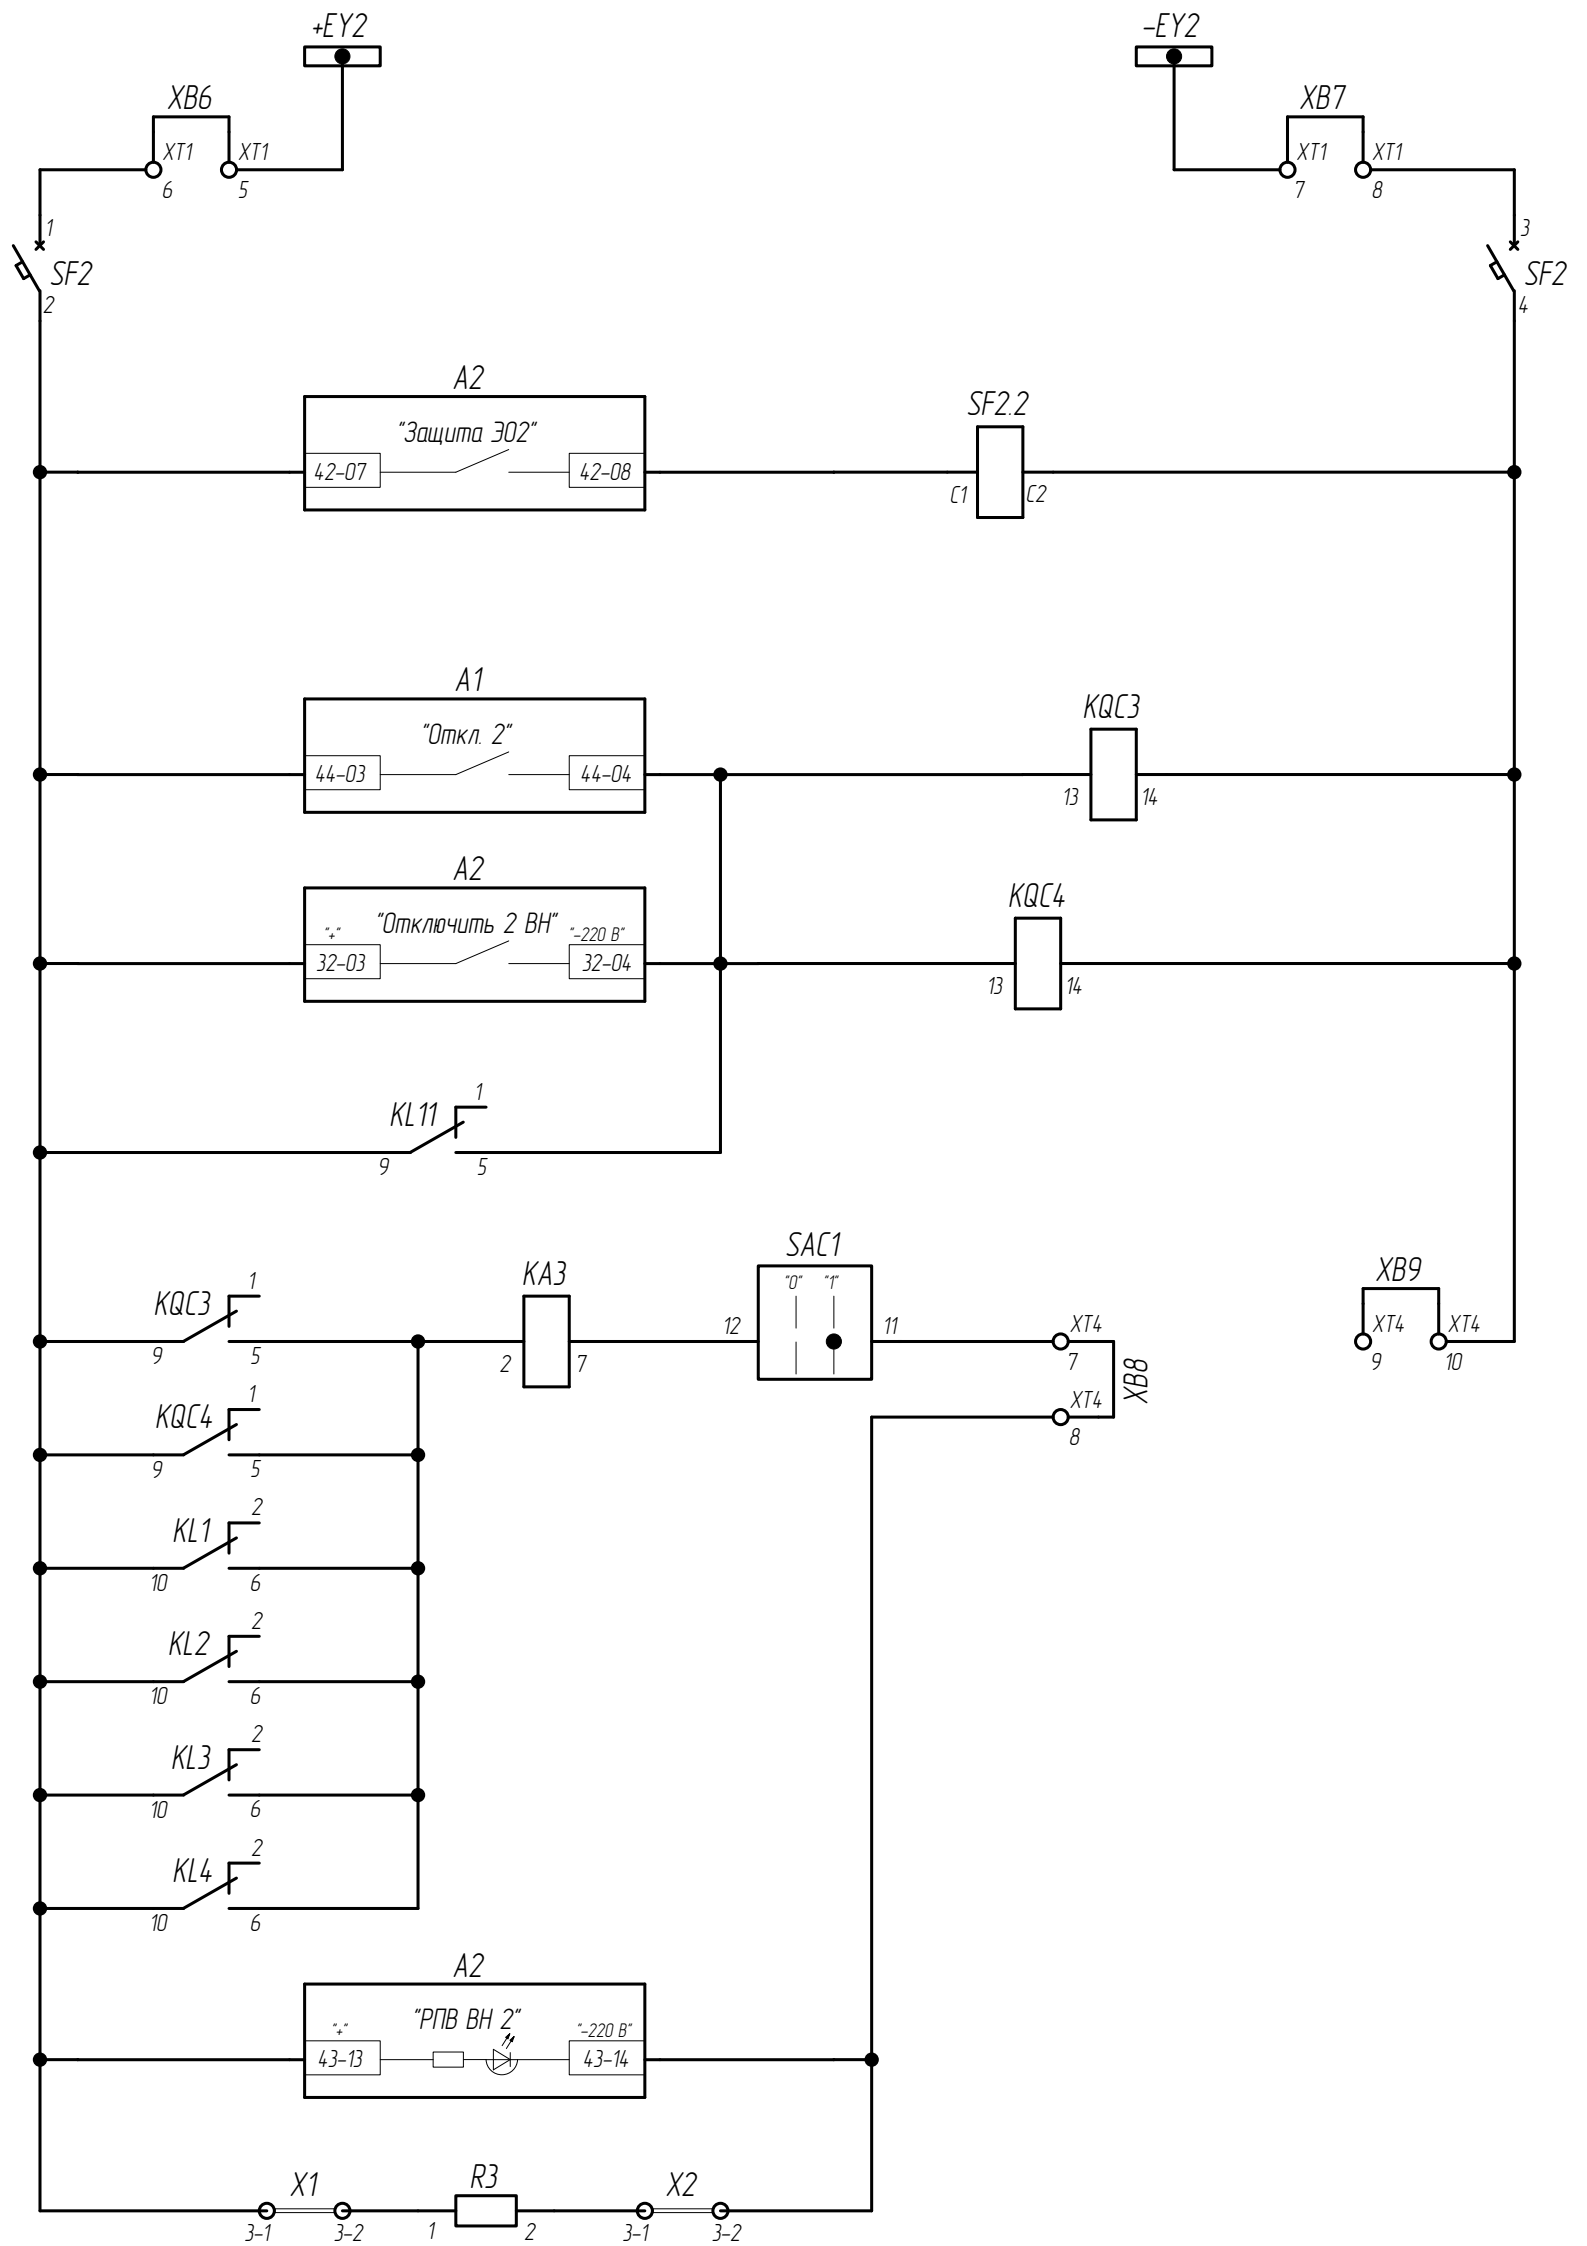 +EY2
-EY2
XB6
XB7
XT1 XT1
XT1 XT1
6 5
7 8
1
3
SF2
SF2
2
4
A2
SF2.2
"Защита ЭО2"
42-07 42-08
C1 C2
A1
KQC3
"Откл. 2"
44-03 44-04
13 14
A2
KQC4
"Отключить 2 ВН"
"+" "-220 В"
32-03 32-04
13 14
KL11
1
9 5
SAC1
"0" "1"
KA3
XB9
KQC3
1
12 11
XT4
XT4 XT4
9 5
2 7
7
9 10
XB8
KQC4
1
XT4
9 5
8
KL1
2
10 6
KL2
2
10 6
KL3
2
10 6
KL4
2
10 6
A2
"РПВ ВН 2"
"+" "-220 В"
43-13 43-14
X1
R3
X2
3-1 3-2
1 2
3-1 3-2